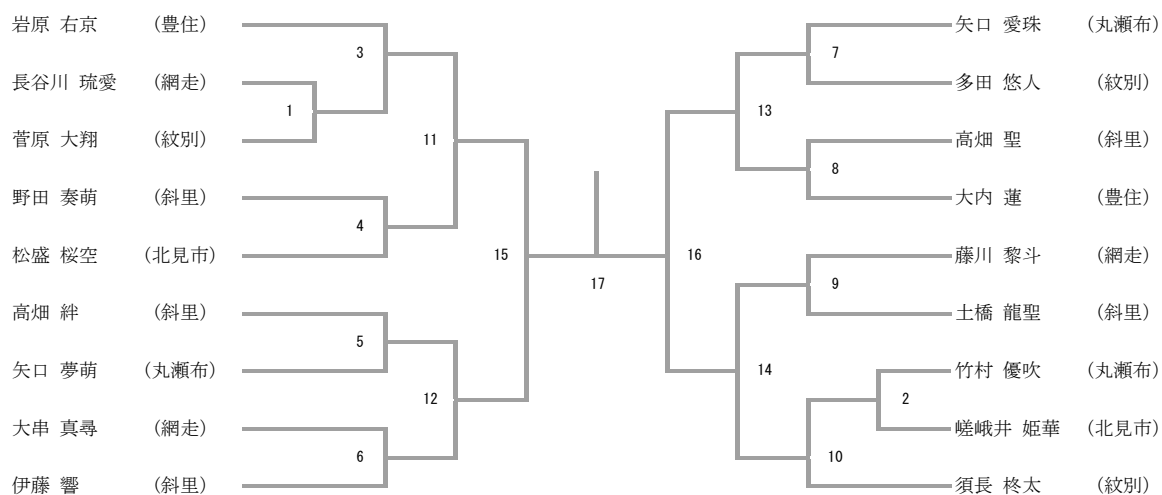 岩原 右京 (豊住)
3
長谷川 琉愛 (網走)
1
菅原 大翔 (紋別)
11
野田 奏萌 (斜里)
4
松盛 桜空 (北見市)
15
高畑 絆 (斜里)
5
矢口 夢萌 (丸瀬布)
12
大串 真尋 (網走)
6
伊藤 響 (斜里)
17
矢口 愛珠 (丸瀬布)
7
多田 悠人 (紋別)
13
高畑 聖 (斜里)
8
大内 蓮 (豊住)
16
藤川 黎斗 (網走)
9
土橋 龍聖 (斜里)
14
竹村 優吹 (丸瀬布)
2
嵯峨井 姫華 (北見市)
10
須長 柊太 (紋別)